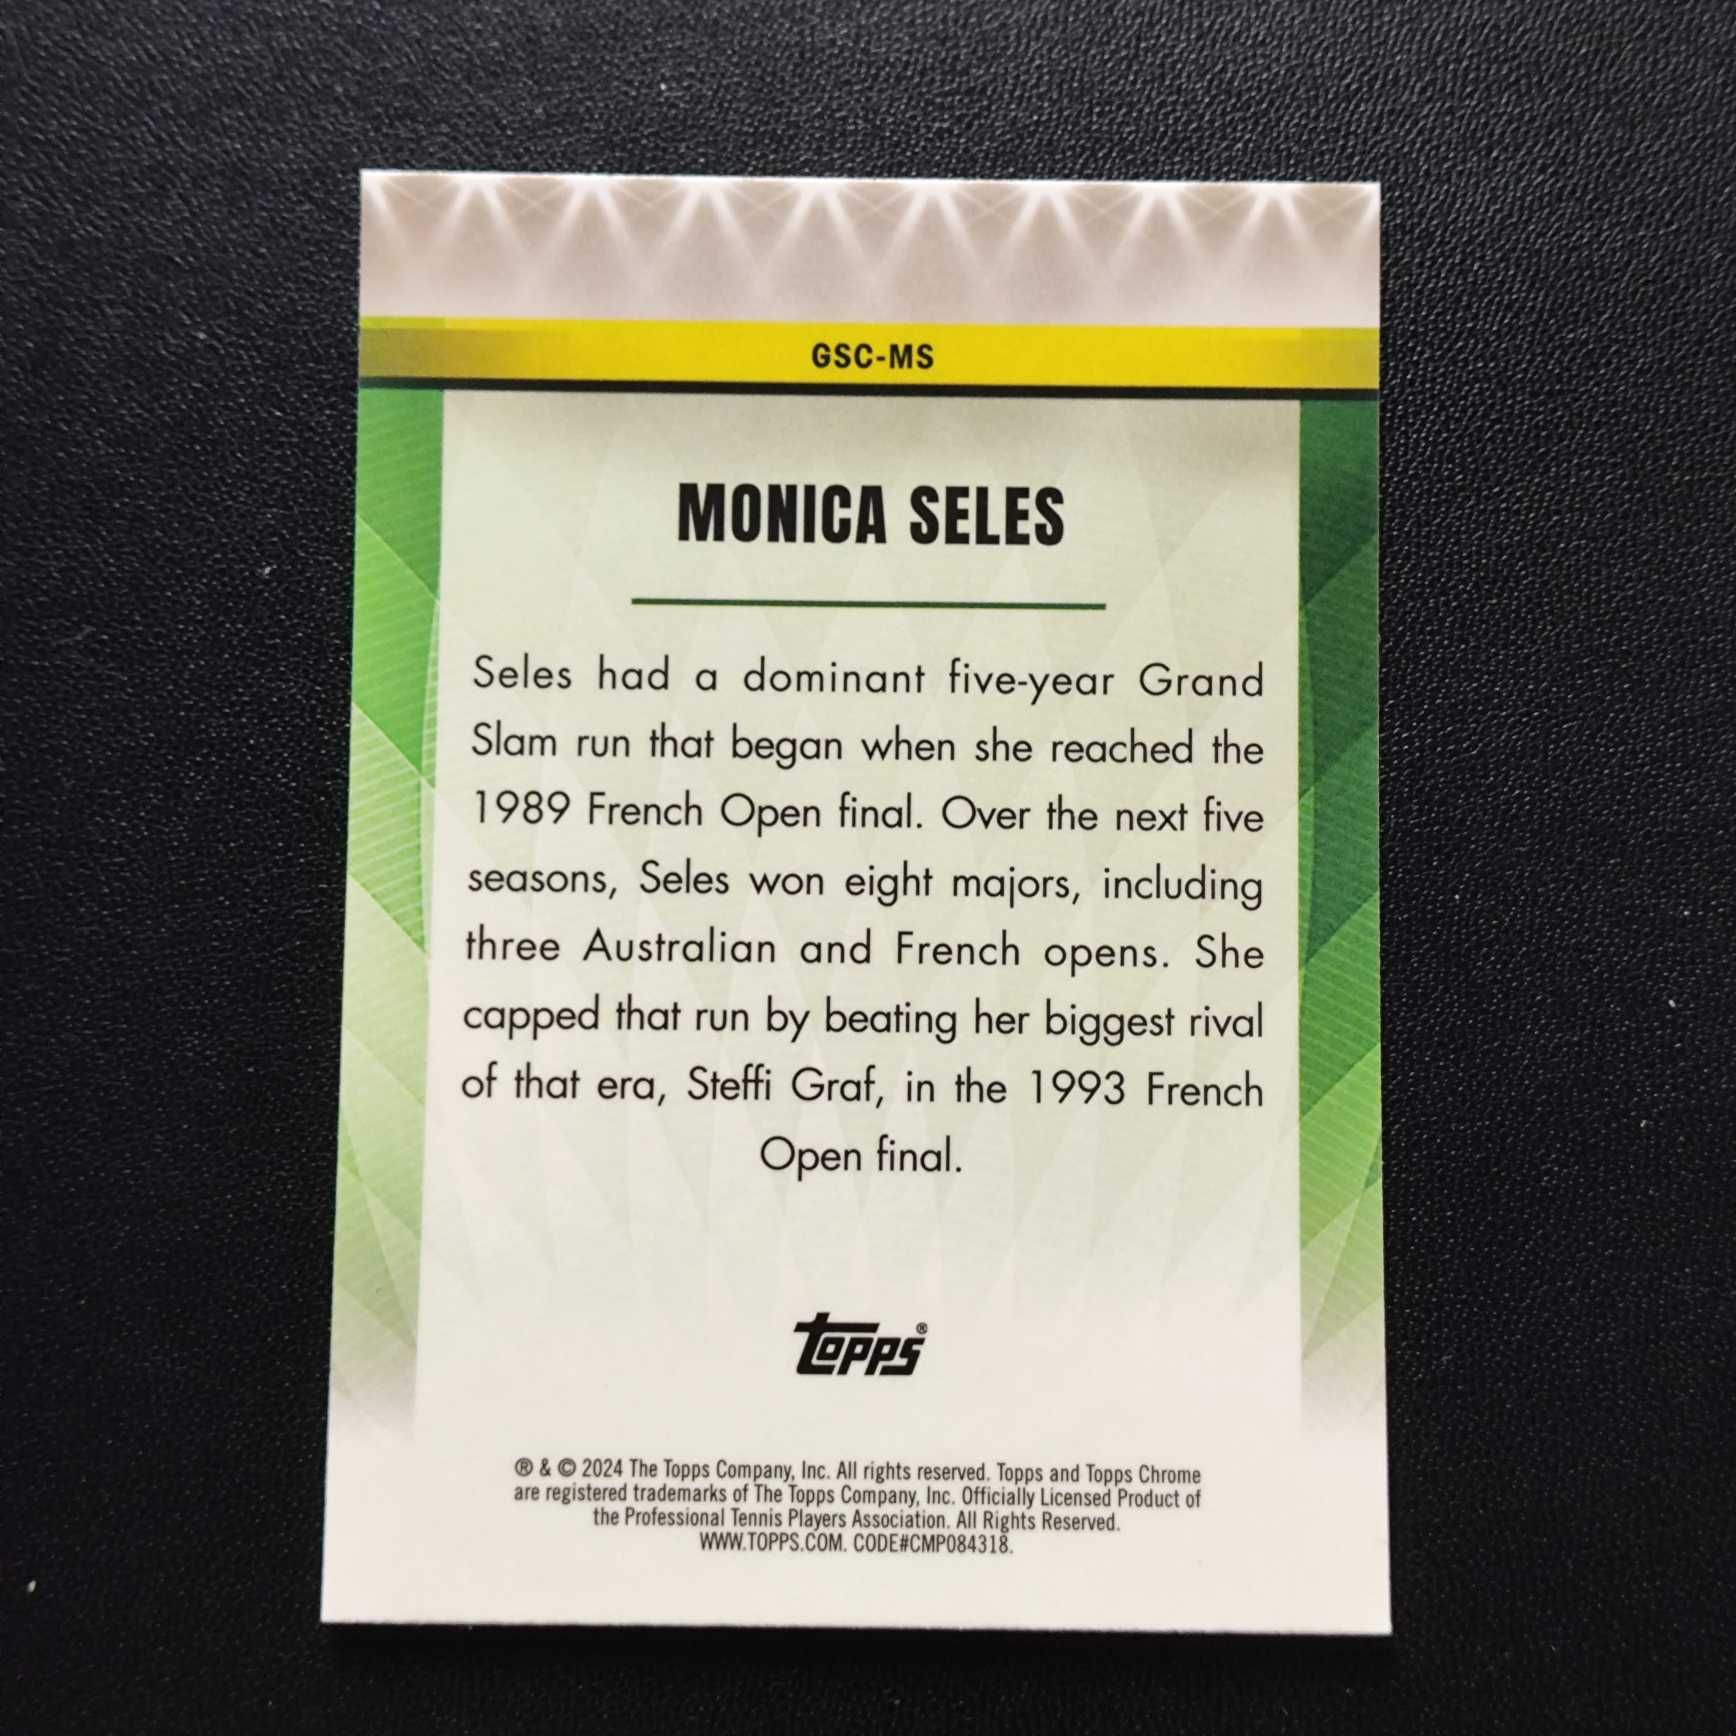 GSC-MS
MONICA SELES
Seles had a dominant five-year Grand
Slam run that began when she reached the
1989 French Open final. Over the next five
seasons, Seles won eight majors, including
three Australian and French opens. She
capped that run by beating her biggest rival
of that era, Steffi Graf, in the 1993 French
Open final.
topps®
® & © 2024 The Topps Company, Inc. All rights reserved. Topps and Topps Chrome
are registered trademarks of The Topps Company, Inc. Officially Licensed Product of
the Professional Tennis Players Association. All Rights Reserved.
WWW.TOPPS.COM. CODE#CMP084318.